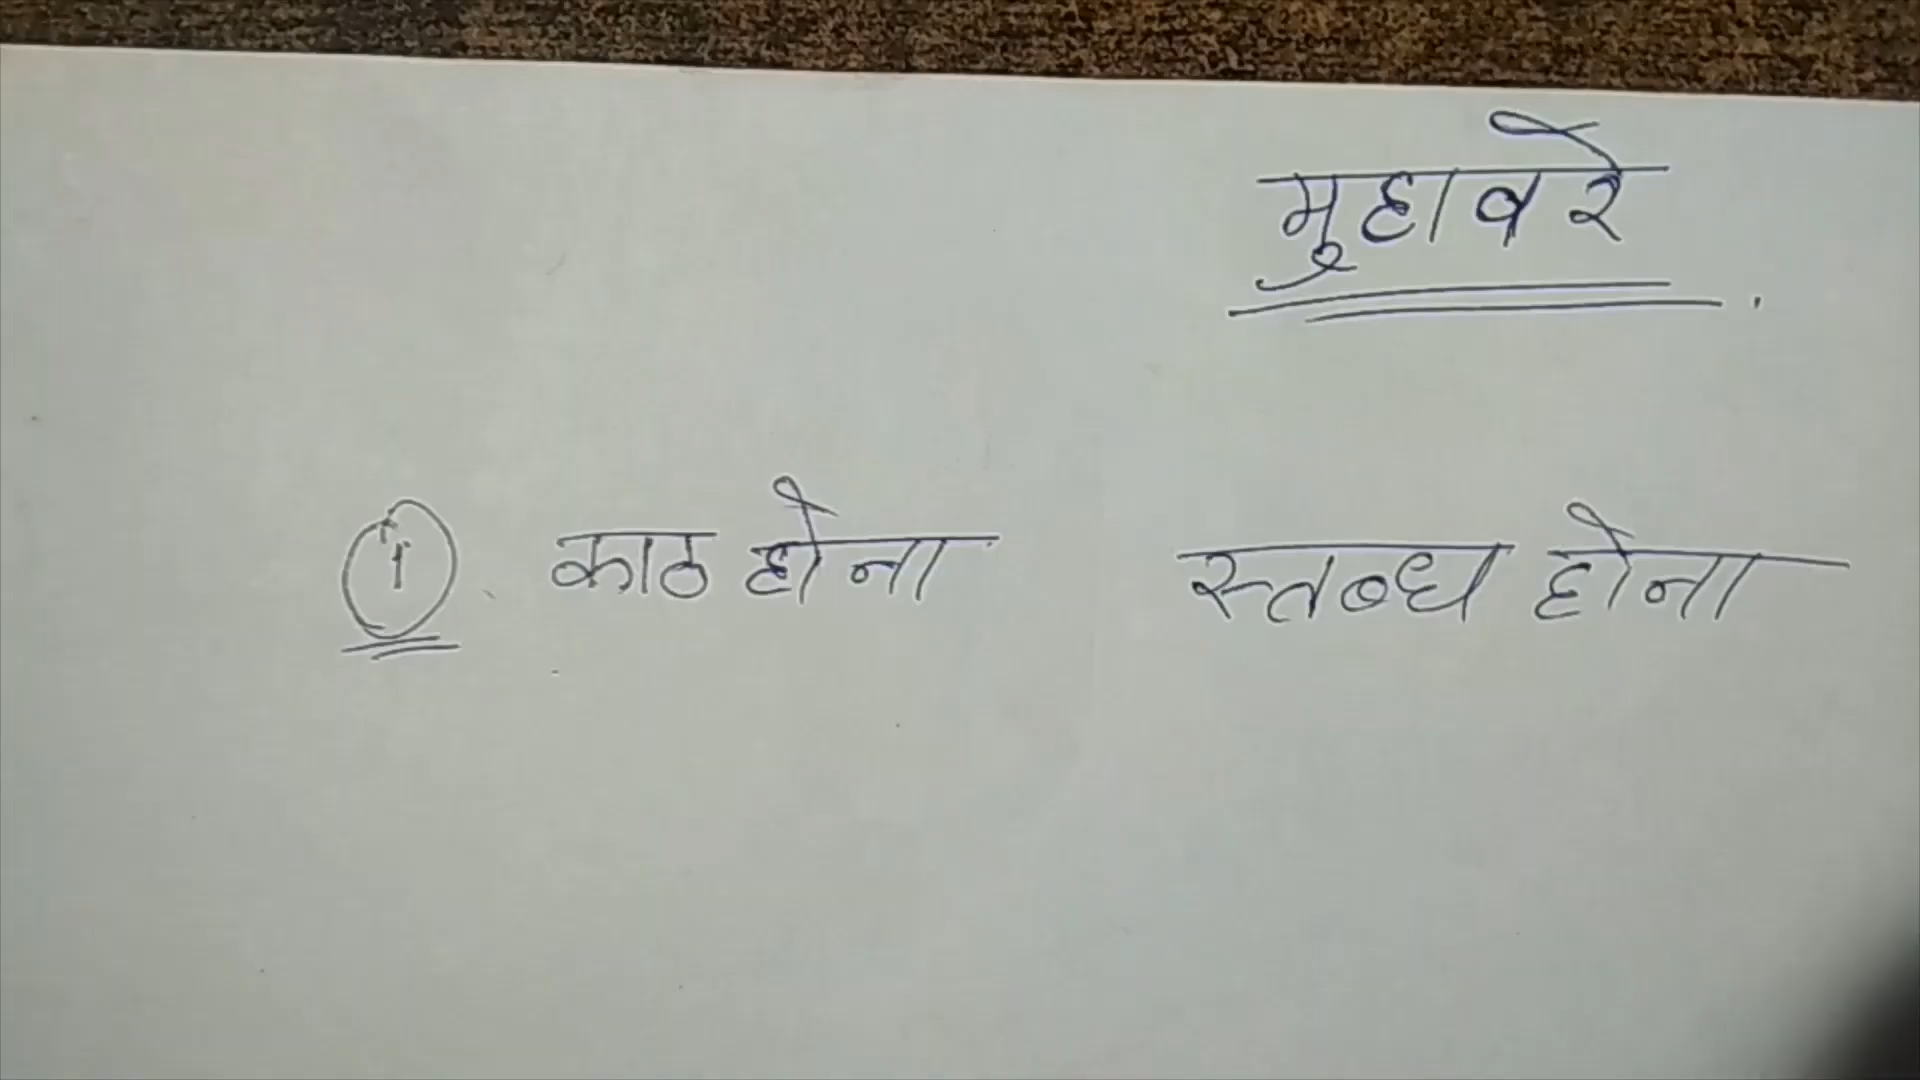 मुहावरे
1. काठ होना स्तब्ध होना